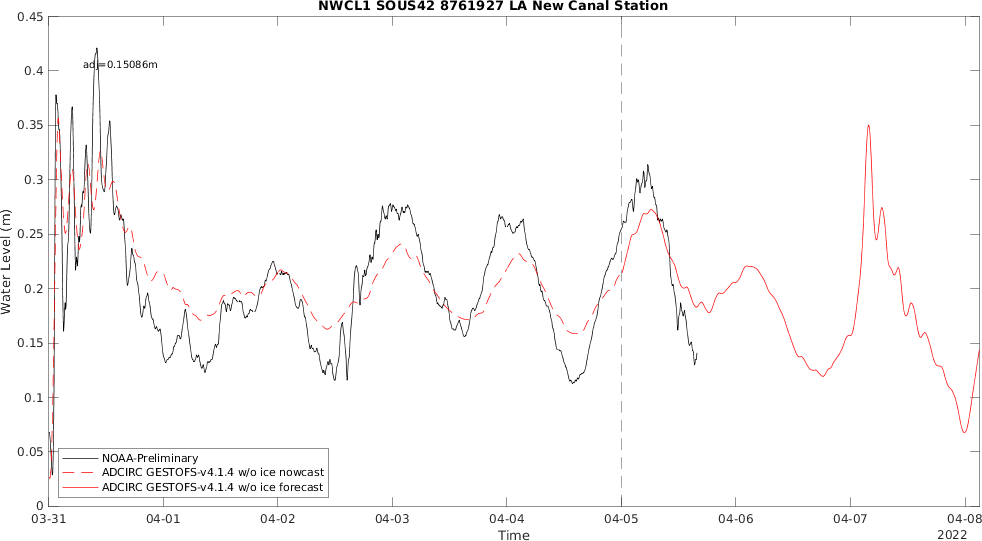 NWCL1 SOUS42 8761927 LA New Canal Station
0.45
0.4
0.35
0.3
0.25
0.2
0.15
0.1
0.05
0
Water Level (m)
adj=0.15086m
NOAA-Preliminary
ADCIRC GESTOFS-v4.1.4 w/o ice nowcast
ADCIRC GESTOFS-v4.1.4 w/o ice forecast
03-31 04-01 04-02 04-03 04-04 04-05 04-06 04-07 04-08
Time
2022